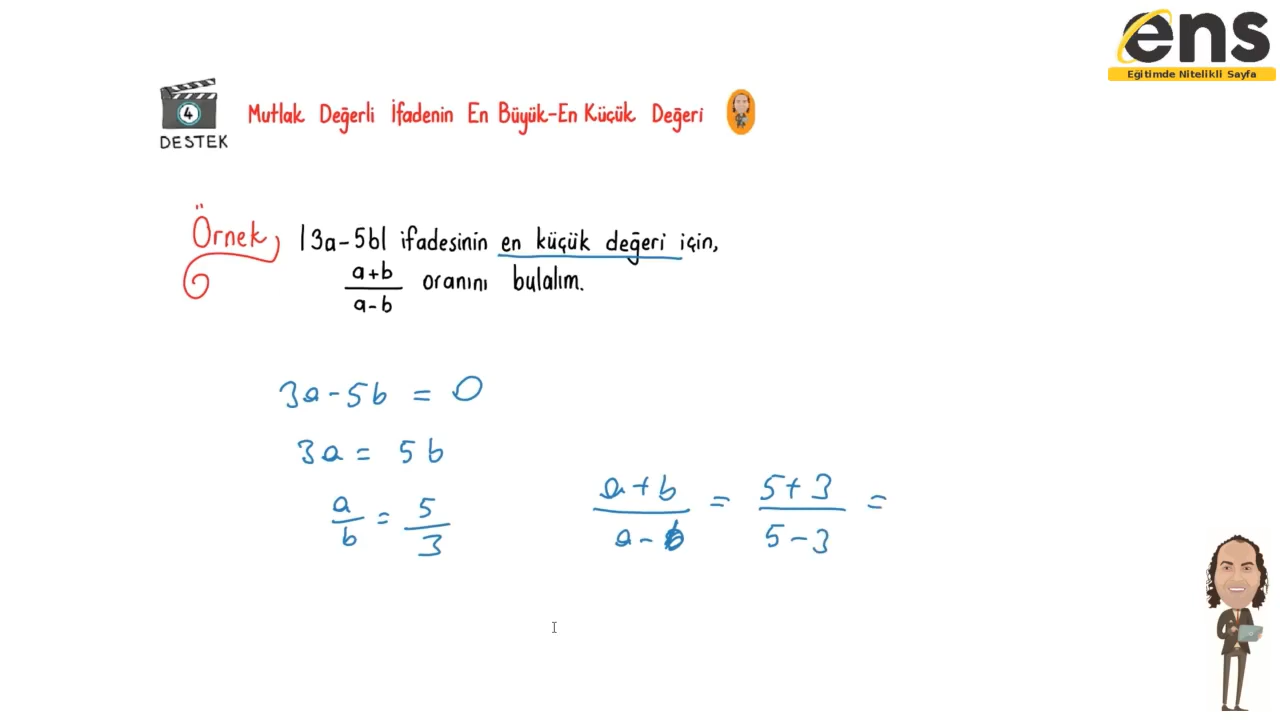 ens
Eğitimde Nitelikli Sayfa
4
DESTEK
Mutlak Değerli İfadenin En Büyük-En Küçük Değeri
Örnek
|3a-5b| ifadesinin en küçük değeri için,
a+b
a-b
oranını bulalım.
3a-5b = 0
3a = 5b
a/b = 5/3
a+b/a-b = 5+3/5-3 =